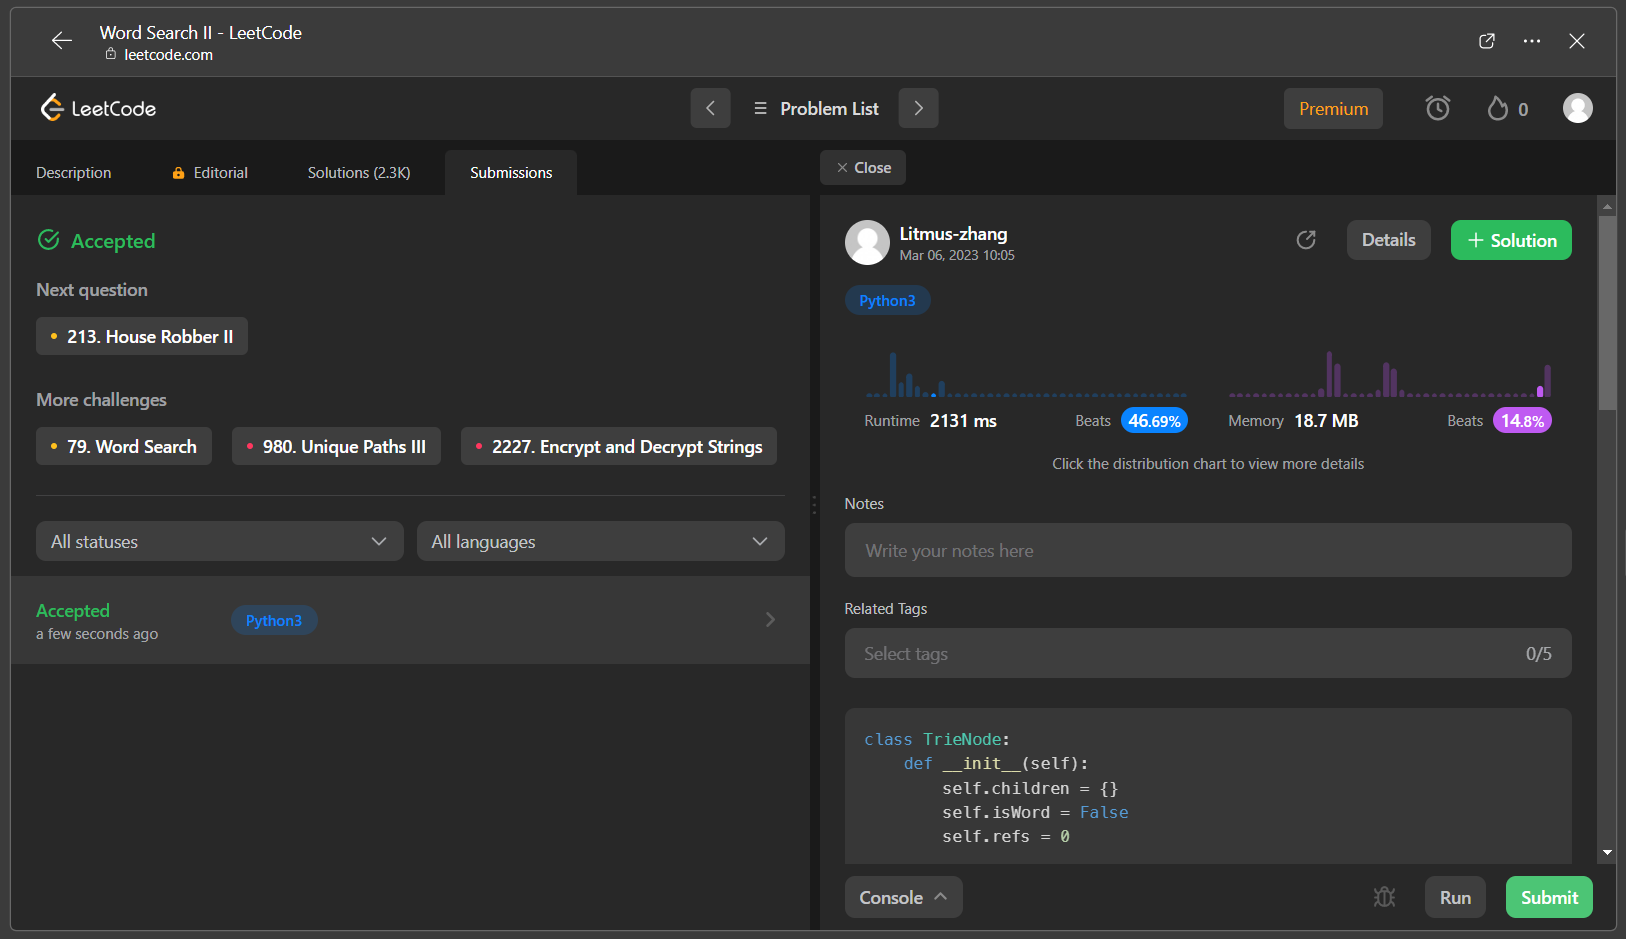 Word Search II - LeetCode
leetcode.com
LeetCode
Problem List
Premium
0
Description
Editorial
Solutions (2.3K)
Submissions
Close
Accepted
Next question
213. House Robber II
More challenges
79. Word Search
980. Unique Paths III
2227. Encrypt and Decrypt Strings
All statuses
All languages
Accepted
a few seconds ago
Python3
Litmus-zhang
Mar 06, 2023 10:05
Details
+ Solution
Python3
Runtime 2131 ms
Beats 46.69%
Memory 18.7 MB
Beats 14.8%
Click the distribution chart to view more details
Notes
Write your notes here
Related Tags
Select tags
0/5
class TrieNode:
    def __init__(self):
        self.children = {}
        self.isWord = False
        self.refs = 0
Console
Run
Submit